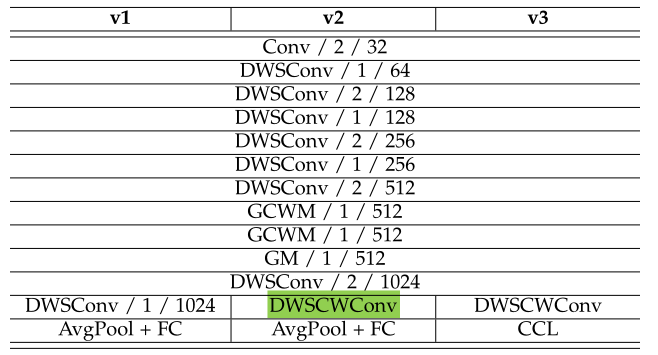 v1 v2 v3
Conv / 2 / 32
DWSConv / 1 / 64
DWSConv / 2 / 128
DWSConv / 1 / 128
DWSConv / 2 / 256
DWSConv / 1 / 256
DWSConv / 2 / 512
GCWM / 1 / 512
GCWM / 1 / 512
GM / 1 / 512
DWSConv / 2 / 1024
DWSConv / 1 / 1024 DWSCWConv DWSCWConv
AvgPool + FC AvgPool + FC CCL